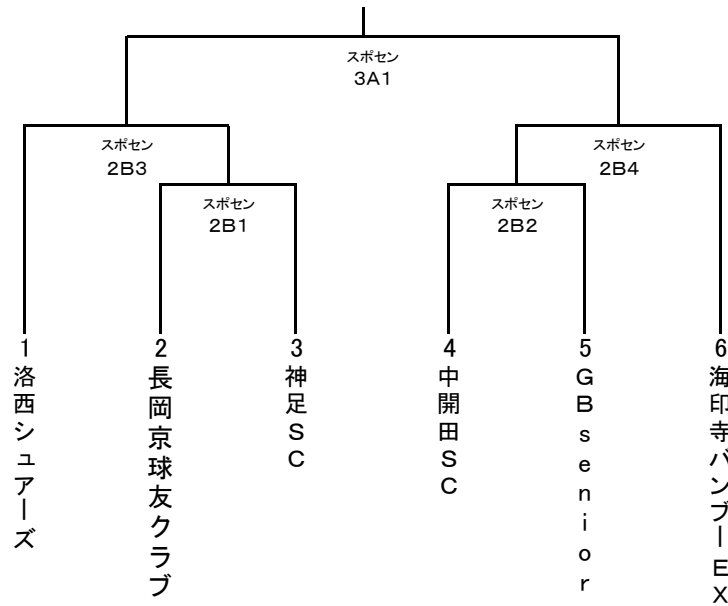 スポセン
3A1
スポセン
2B3
スポセン
2B4
スポセン
2B1
スポセン
2B2
1
洛西シュアーズ
2
長岡京球友クラブ
3
神足SC
4
中開田SC
5
GBsenior
6
海印寺バンブーEX